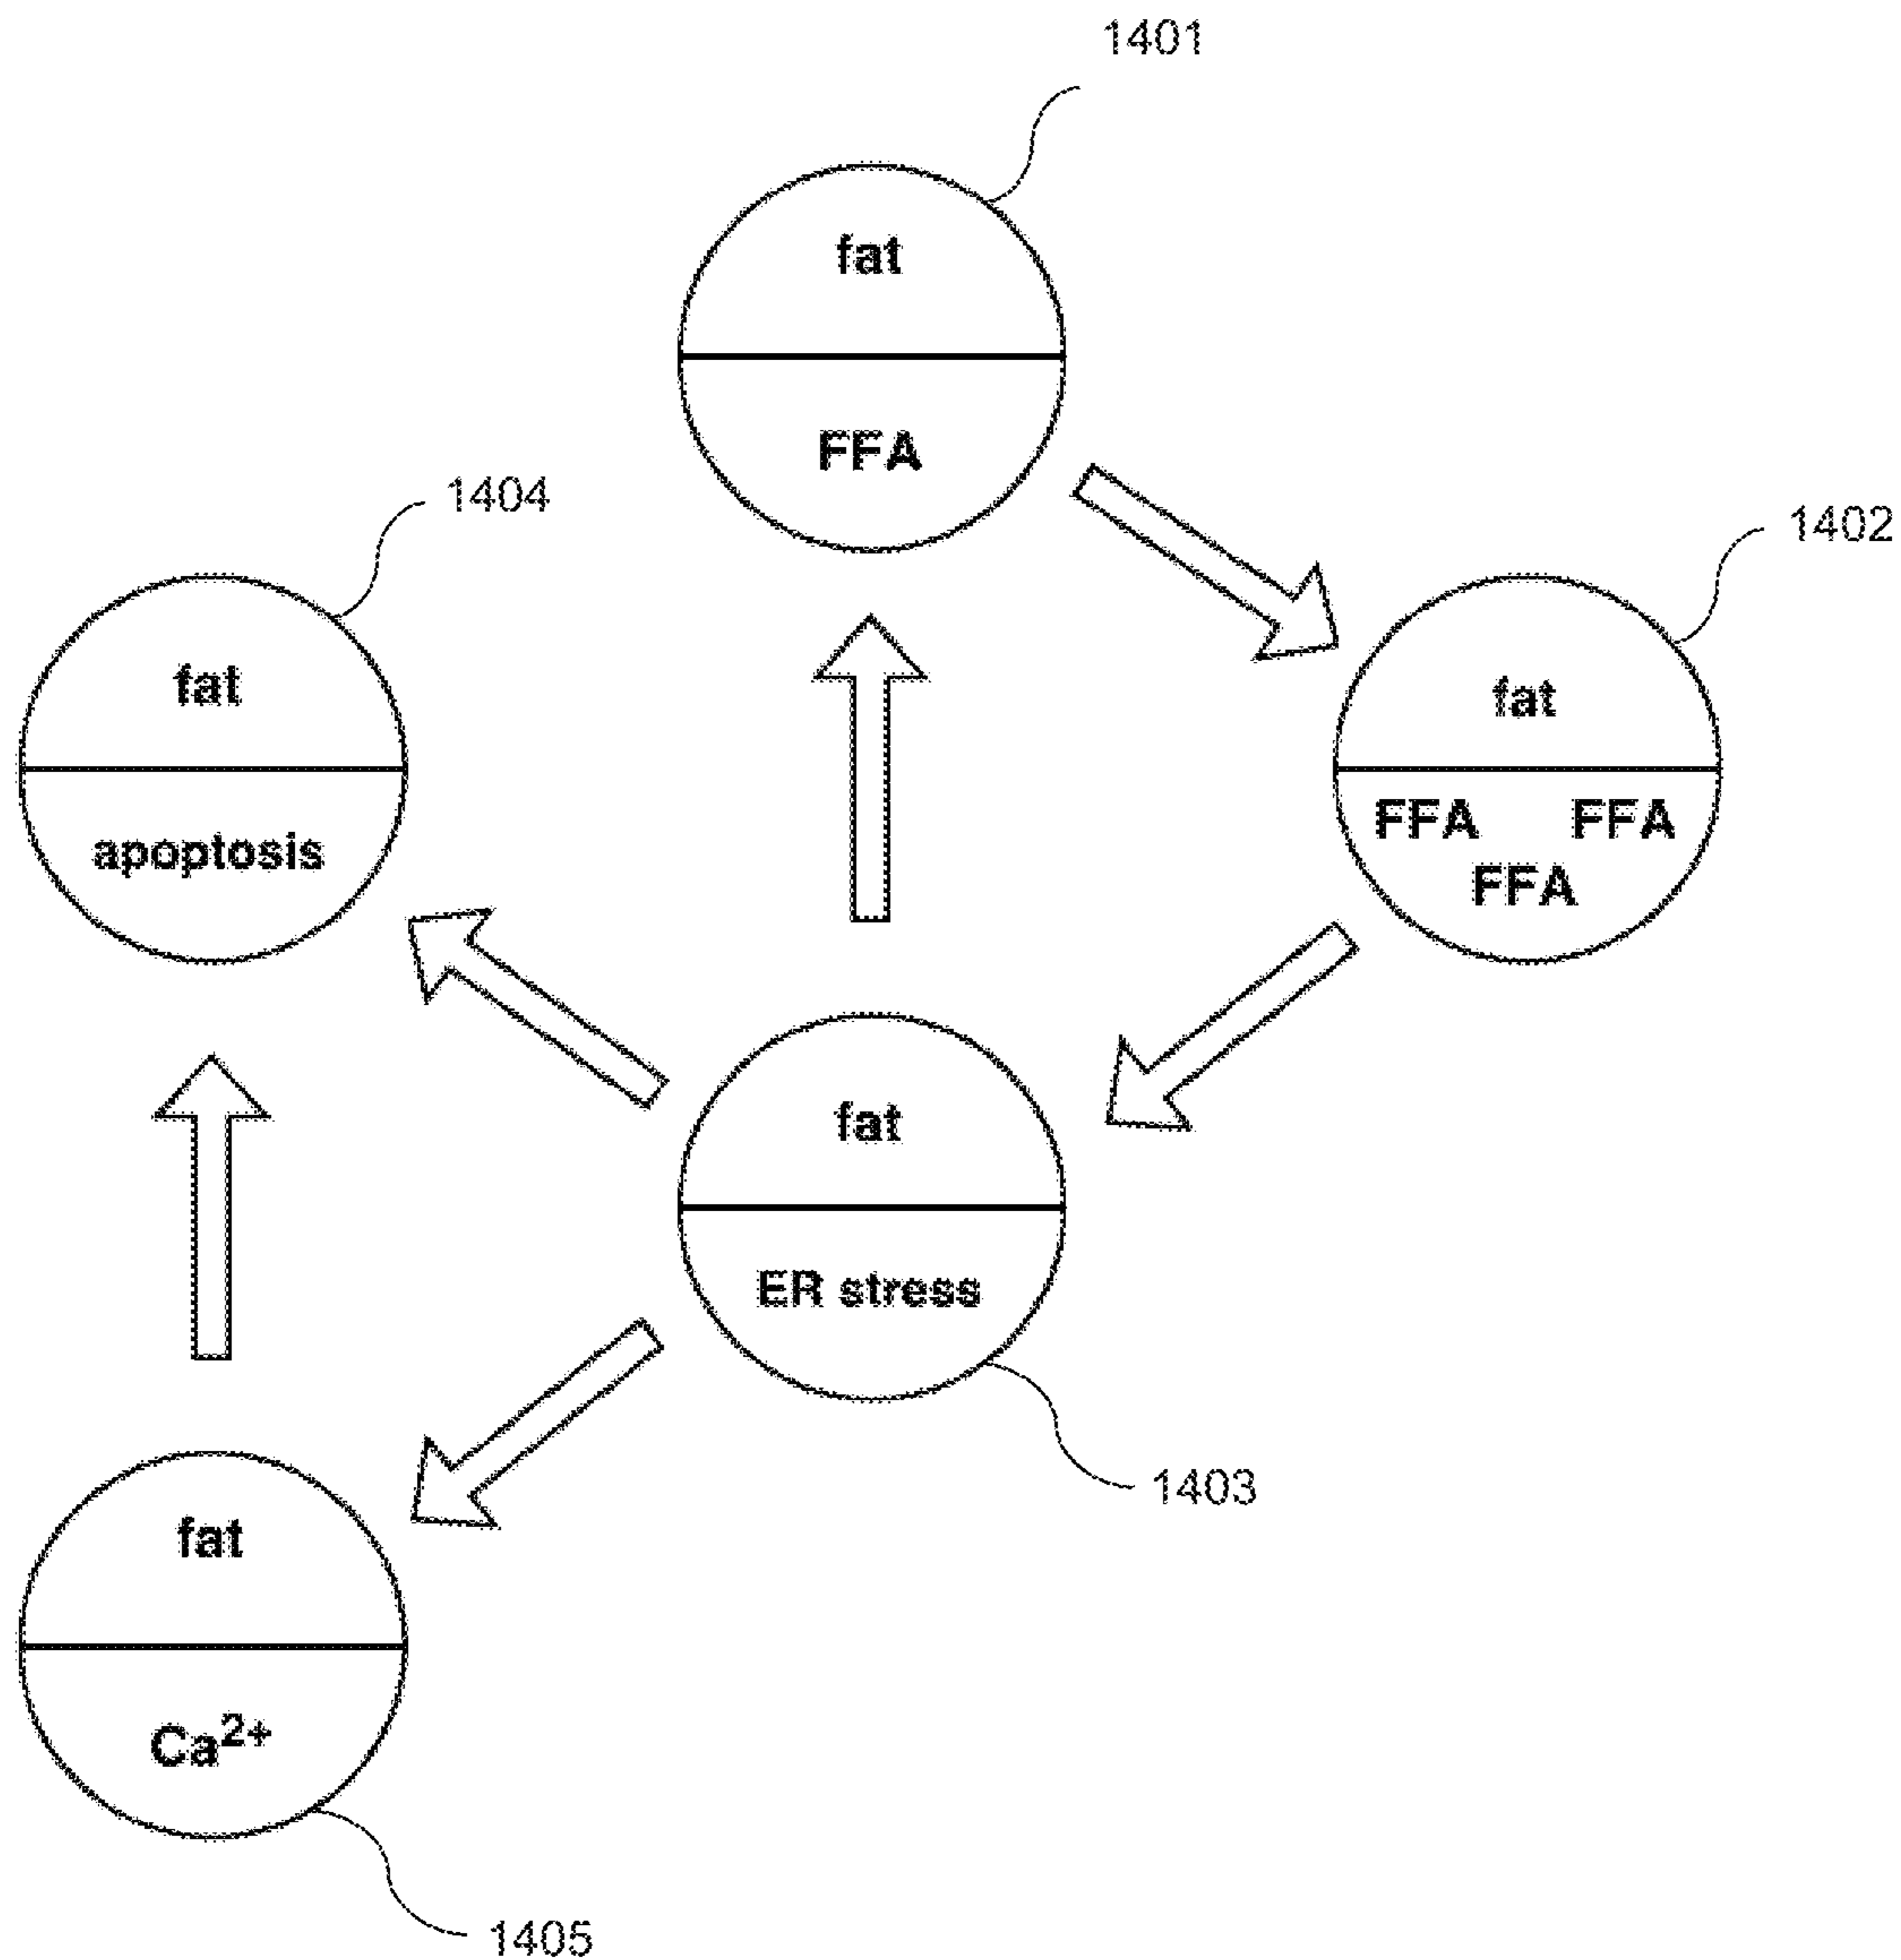 1401
fat
FFA
1404
1402
fat
apoptosis
fat
FFA FFA
FFA
fat
ER stress
1403
fat
Ca²⁺
1405